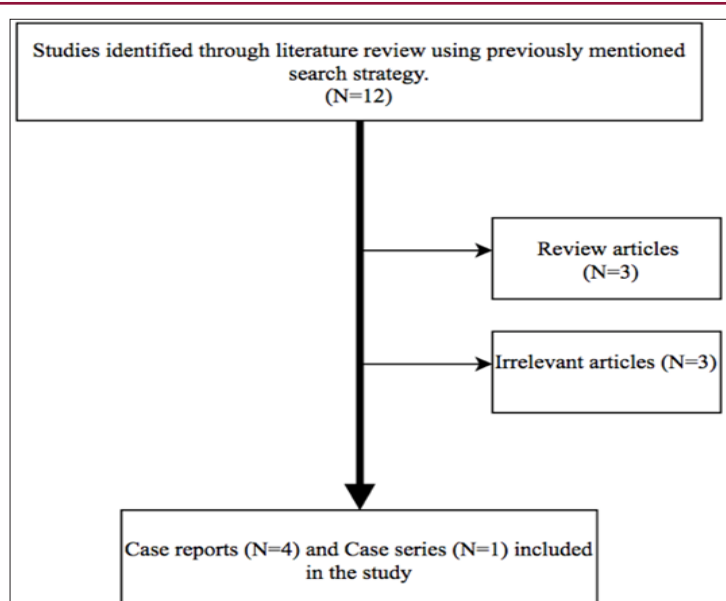 Studies identified through literature review using previously mentioned
search strategy.
(N=12)
Review articles
(N=3)
Irrelevant articles (N=3)
Case reports (N=4) and Case series (N=1) included
in the study